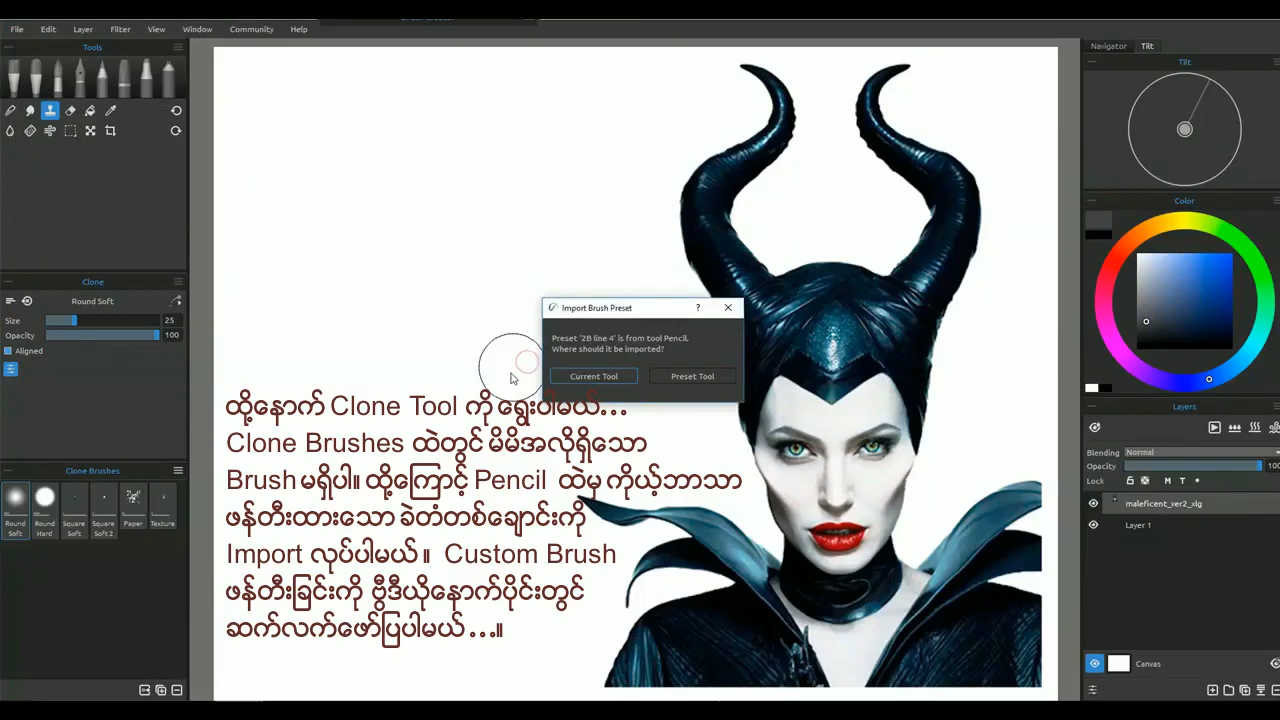 File Edit Layer Filter View Window Community Help
Tools
Clone
Round Soft
Size 25
Opacity 100
Aligned
Clone Brushes
Round Soft
Round Hard
Square Soft
Square Soft 2
Paper
Texture
Import Brush Preset ?
Preset '2B line 4' is from tool Pencil.
Where should it be imported?
Current Tool Preset Tool
ထို့နောက် Clone Tool ကို ရွေးပါမယ်...
Clone Brushes ထဲတွင် မိမိအလိုရှိသော
Brush မရှိပါ။ ထို့ကြောင့် Pencil ထဲမှ ကိုယ့်ဘာသာ
ဖန်တီးထားသော ခဲတံတစ်ချောင်းကို
Import လုပ်ပါမယ်။ Custom Brush
ဖန်တီးခြင်းကို ဗွီဒီယိုနောက်ပိုင်းတွင်
ဆက်လက်ဖော်ပြပါမယ် ...။
Navigator Tilt
Tilt
Color
Layers
Blending Normal
Opacity 100
Lock M T
maleficent_ver2_xlg
Layer 1
Canvas